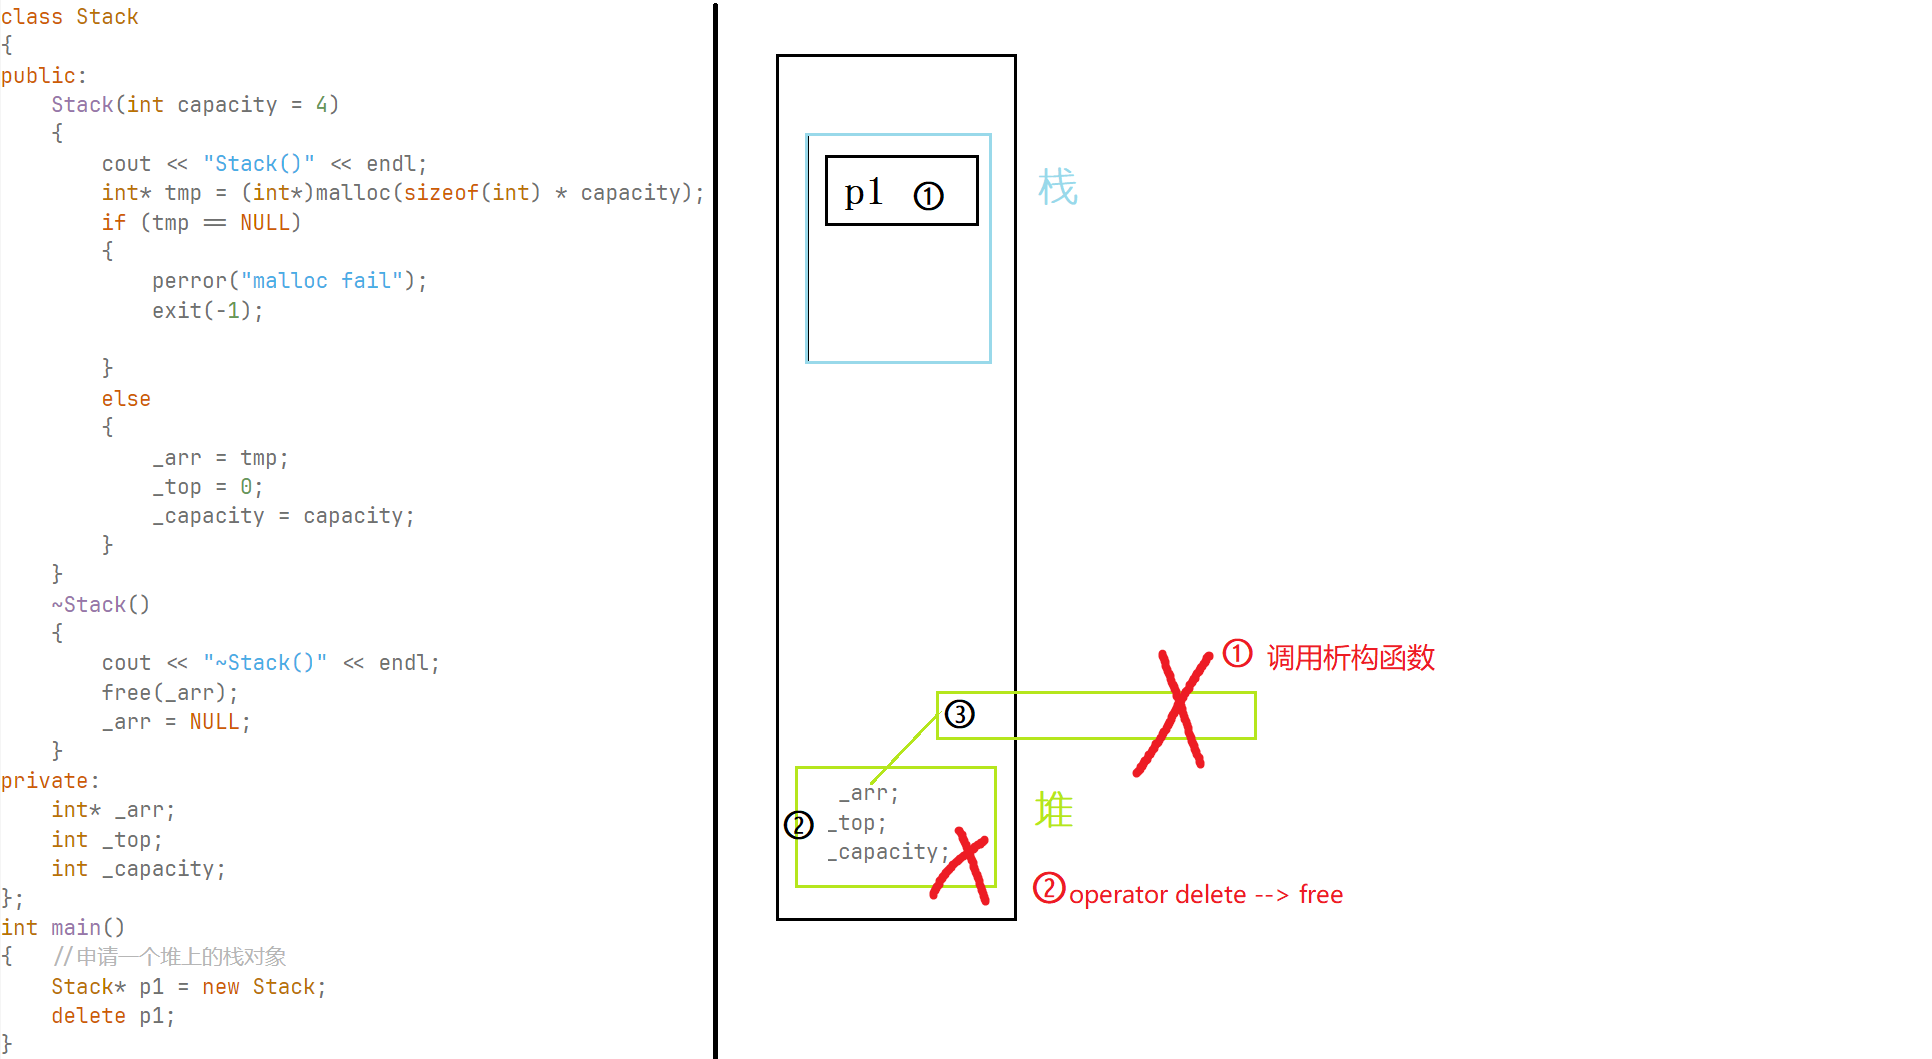 class Stack
{
public:
    Stack(int capacity = 4)
    {
        cout << "Stack()" << endl;
        int* tmp = (int*)malloc(sizeof(int) * capacity);
        if (tmp == NULL)
        {
            perror("malloc fail");
            exit(-1);
        }
        else
        {
            _arr = tmp;
            _top = 0;
            _capacity = capacity;
        }
    }
    ~Stack()
    {
        cout << "~Stack()" << endl;
        free(_arr);
        _arr = NULL;
    }
private:
    int* _arr;
    int _top;
    int _capacity;
};
int main()
{   //申请一个堆上的栈对象
    Stack* p1 = new Stack;
    delete p1;
}
p1 ①
栈
① 调用析构函数
③
_arr;
② _top;
_capacity;
堆
②operator delete --> free